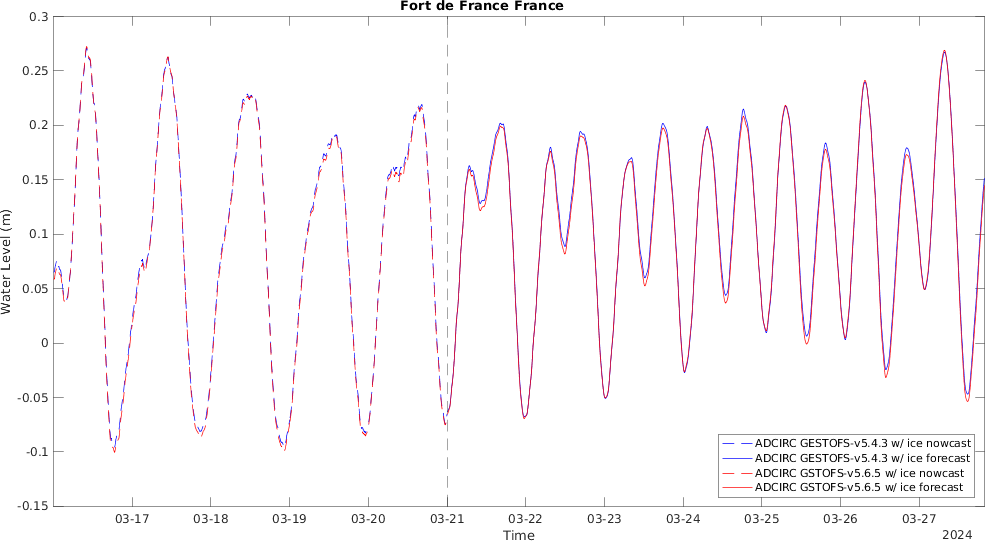 Fort de France France
0.3
0.25
0.2
0.15
0.1
0.05
0
-0.05
-0.1
-0.15
Water Level (m)
ADCIRC GESTOFS-v5.4.3 w/ ice nowcast
ADCIRC GESTOFS-v5.4.3 w/ ice forecast
ADCIRC GSTOFS-v5.6.5 w/ ice nowcast
ADCIRC GSTOFS-v5.6.5 w/ ice forecast
03-17 03-18 03-19 03-20 03-21 03-22 03-23 03-24 03-25 03-26 03-27
Time
2024